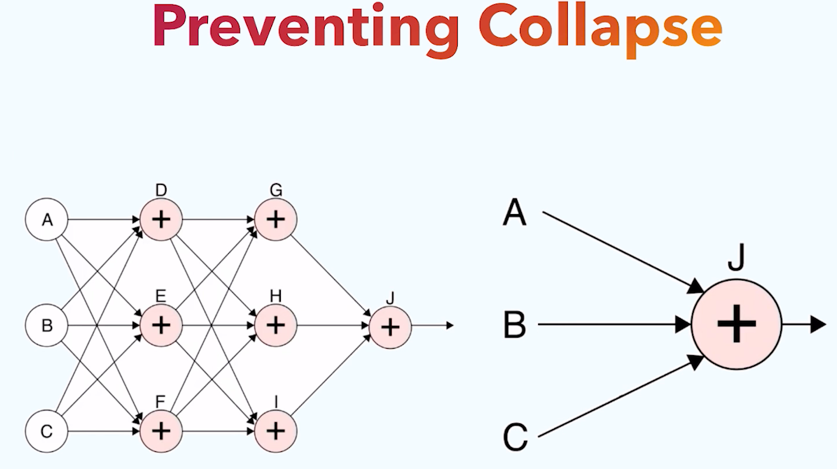 Preventing Collapse
D G
A + +
E H J
B + + +
F I
C + +
A
J
B +
C